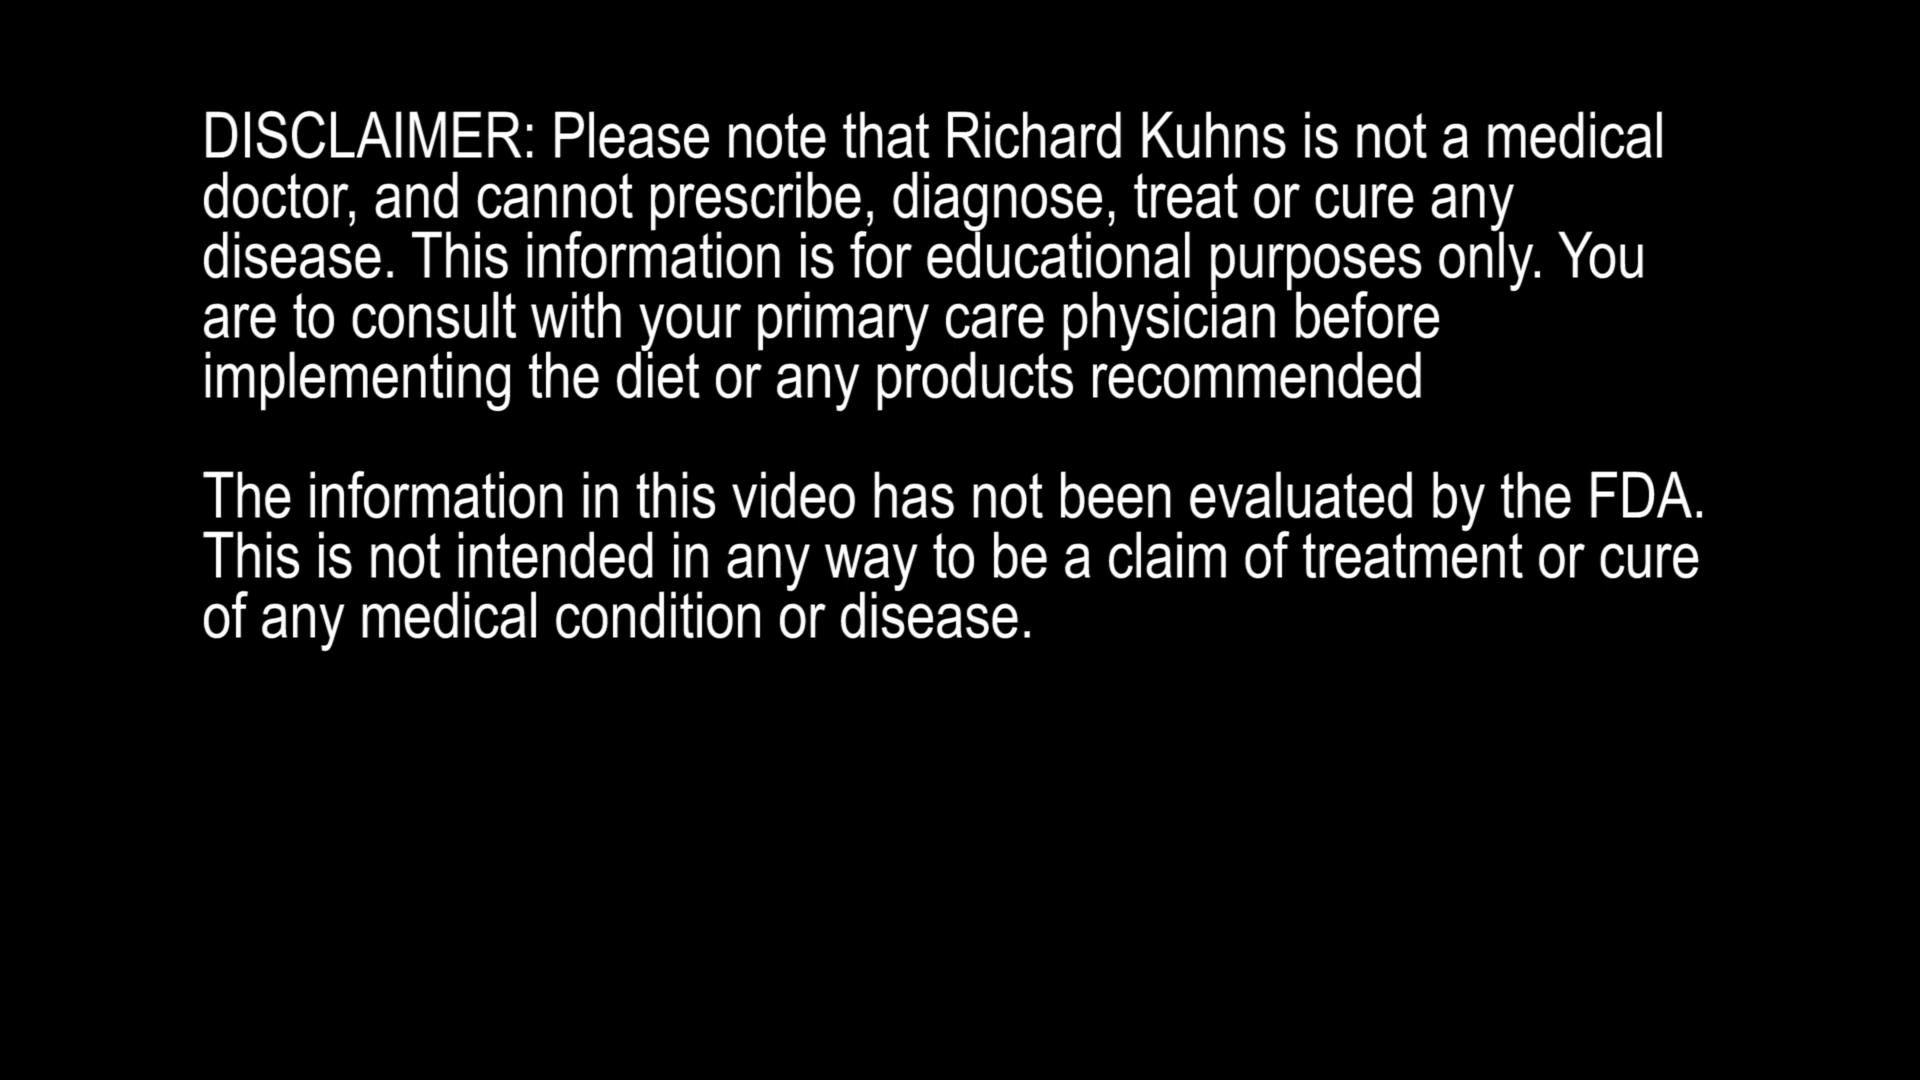 DISCLAIMER: Please note that Richard Kuhns is not a medical
doctor, and cannot prescribe, diagnose, treat or cure any
disease. This information is for educational purposes only. You
are to consult with your primary care physician before
implementing the diet or any products recommended
The information in this video has not been evaluated by the FDA.
This is not intended in any way to be a claim of treatment or cure
of any medical condition or disease.